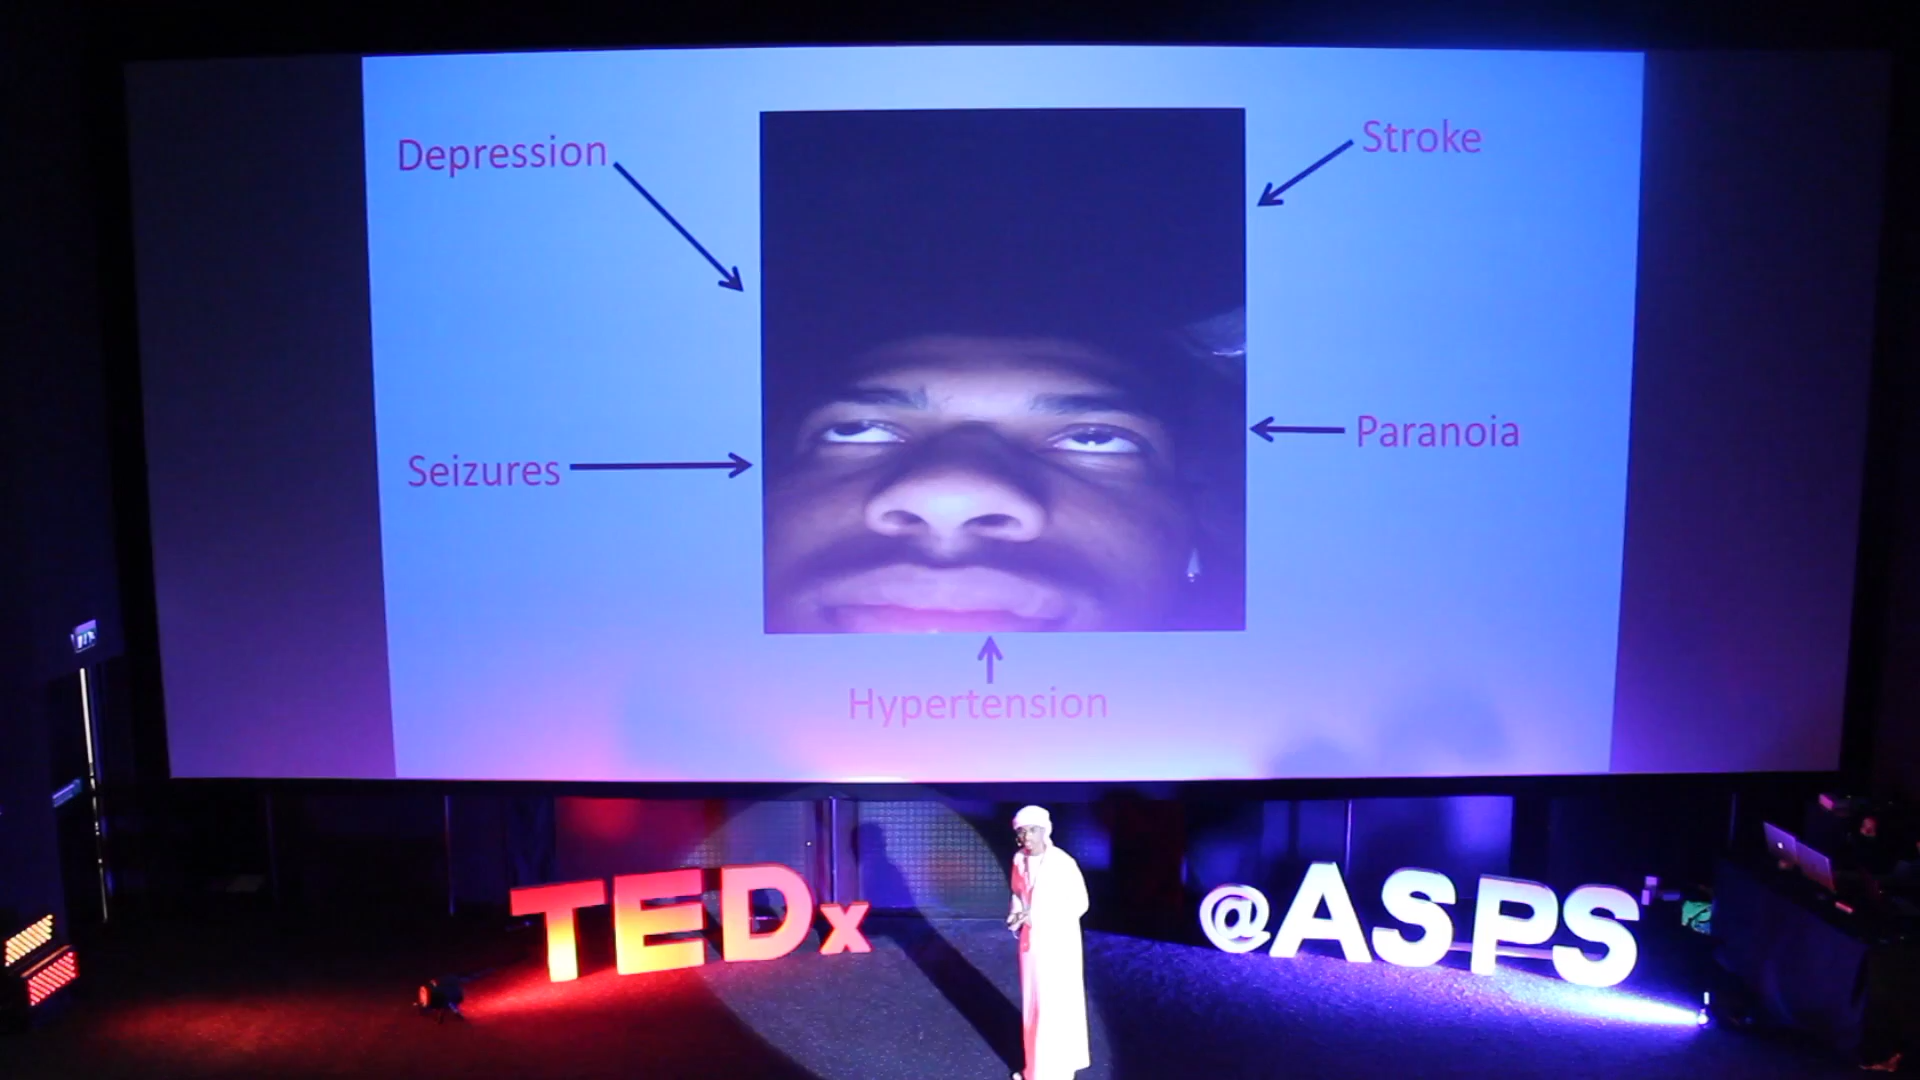 Depression
Stroke
Seizures
Paranoia
Hypertension
TEDx
@ASPS